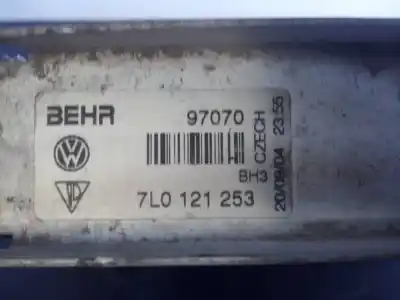 BEHR 97070
BH3 CZECH
20/09/04 23:55
7L0 121 253